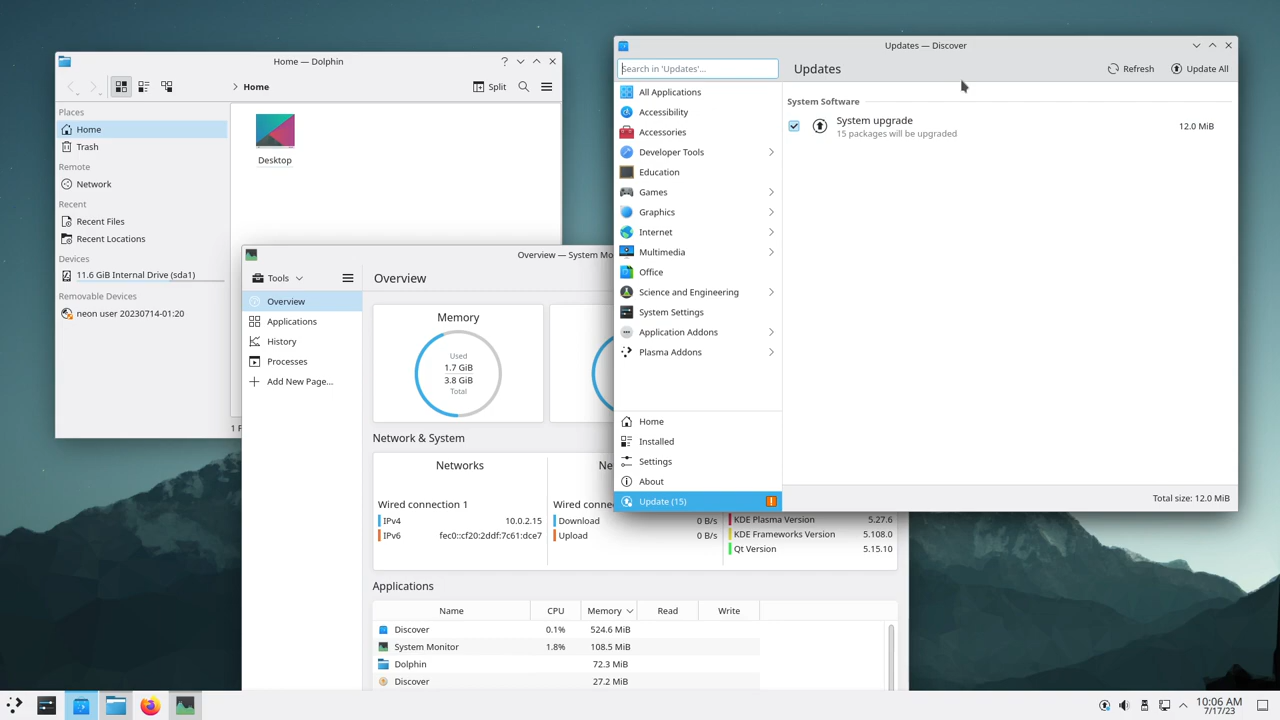 Home — Dolphin
Split
Home
Places
Home
Trash
Remote
Network
Recent
Recent Files
Recent Locations
Devices
11.6 GiB Internal Drive (sda1)
Removable Devices
neon user 20230714-01:20
Desktop
Overview — System Mo
Tools
Overview
Overview
Applications
History
Processes
Add New Page...
Memory
Used
1.7 GiB
3.8 GiB
Total
Network & System
Networks
Wired connection 1
IPv4 10.0.2.15
IPv6 fec0::cf20:2ddf:7c61:dce7
Ne
Wired conne
Download 0 B/s
Upload 0 B/s
KDE Plasma Version 5.27.6
KDE Frameworks Version 5.108.0
Qt Version 5.15.10
Applications
Name CPU Memory Read Write
Discover 0.1% 524.6 MiB
System Monitor 1.8% 108.5 MiB
Dolphin 72.3 MiB
Discover 27.2 MiB
Updates — Discover
Search in 'Updates'...
Updates
Refresh
Update All
All Applications
Accessibility
Accessories
Developer Tools
Education
Games
Graphics
Internet
Multimedia
Office
Science and Engineering
System Settings
Application Addons
Plasma Addons
Home
Installed
Settings
About
Update (15)
System Software
System upgrade
15 packages will be upgraded
12.0 MiB
Total size: 12.0 MiB
10:06 AM
7/17/23